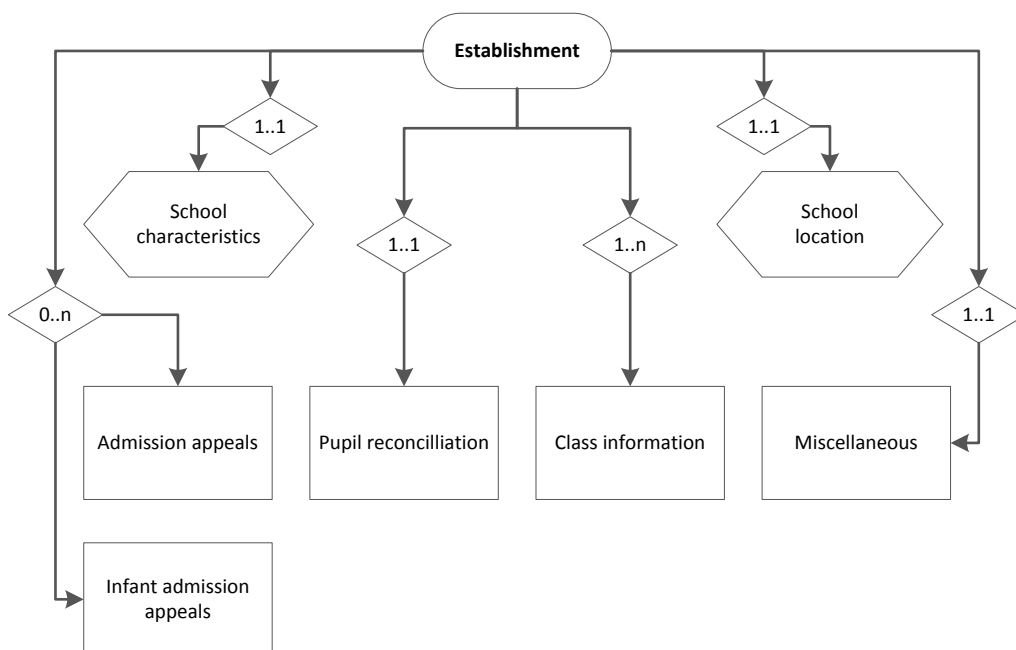 Establishment
1..1
1..1
School
characteristics
School
location
1..1
1..n
0..n
1..1
Admission appeals
Pupil reconcilliation
Class information
Miscellaneous
Infant admission
appeals